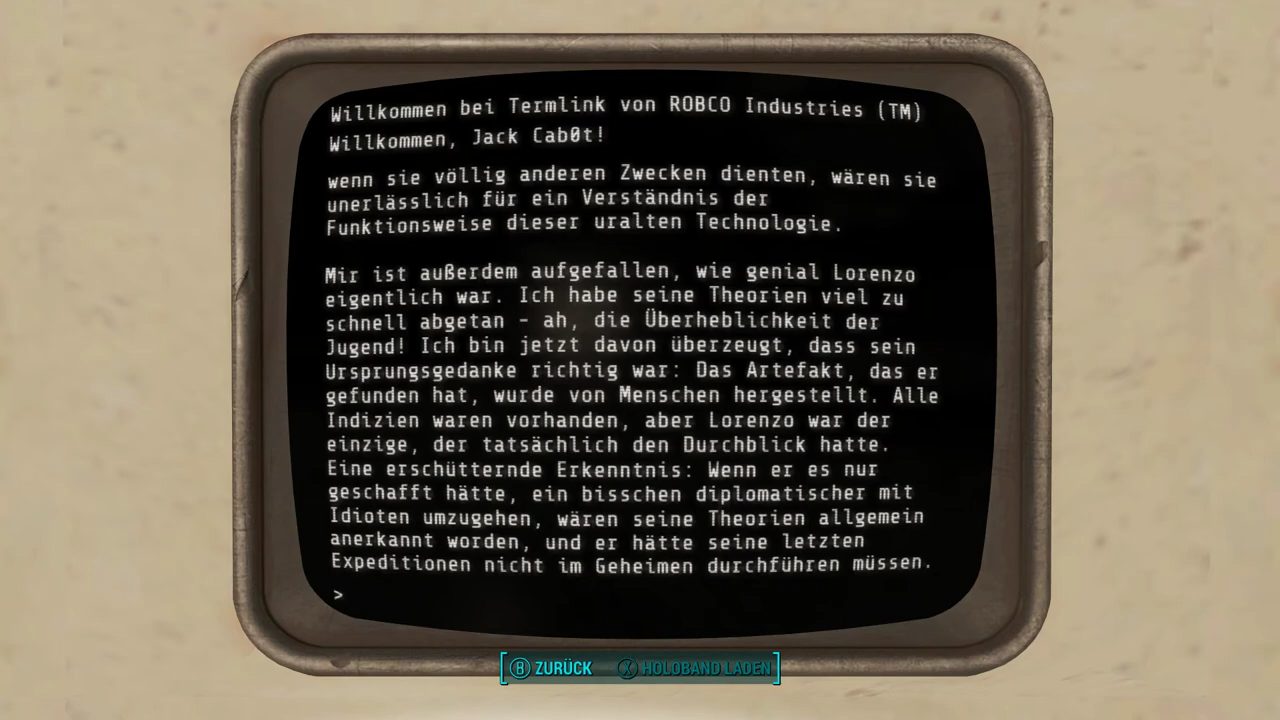 Willkommen bei Termlink von ROBCO Industries (TM)
Willkommen, Jack Cab0t!
wenn sie völlig anderen Zwecken dienten, wären sie
unerlässlich für ein Verständnis der
Funktionsweise dieser uralten Technologie.
Mir ist außerdem aufgefallen, wie genial Lorenzo
eigentlich war. Ich habe seine Theorien viel zu
schnell abgetan - ah, die Überheblichkeit der
Jugend! Ich bin jetzt davon überzeugt, dass sein
Ursprungsgedanke richtig war: Das Artefakt, das er
gefunden hat, wurde von Menschen hergestellt. Alle
Indizien waren vorhanden, aber Lorenzo war der
einzige, der tatsächlich den Durchblick hatte.
Eine erschütternde Erkenntnis: Wenn er es nur
geschafft hätte, ein bisschen diplomatischer mit
Idioten umzugehen, wären seine Theorien allgemein
anerkannt worden, und er hätte seine letzten
Expeditionen nicht im Geheimen durchführen müssen.
>
B) ZURÜCK X) HOLOBAND LADEN